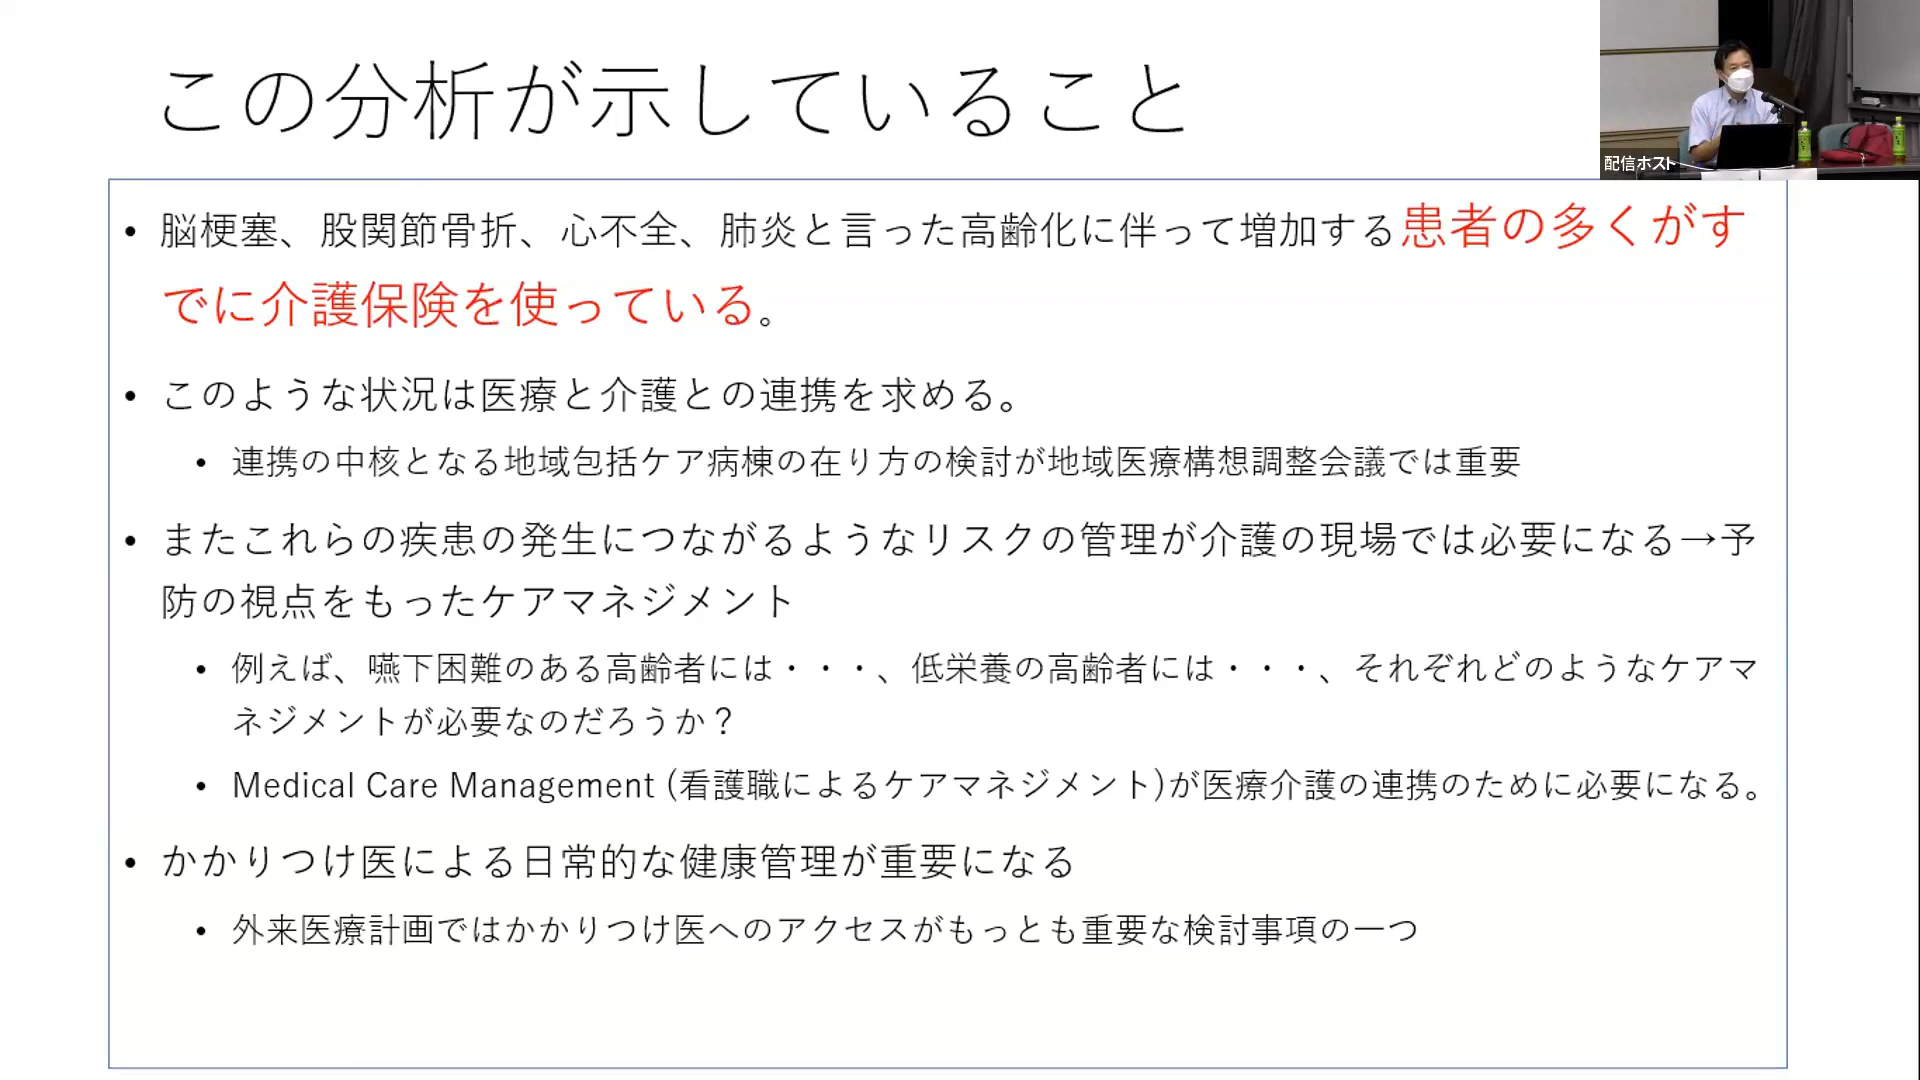 この分析が示していること
配信ホスト
• 脳梗塞、股関節骨折、心不全、肺炎と言った高齢化に伴って増加する患者の多くがす
でに介護保険を使っている。
• このような状況は医療と介護との連携を求める。
• 連携の中核となる地域包括ケア病棟の在り方の検討が地域医療構想調整会議では重要
• またこれらの疾患の発生につながるようなリスクの管理が介護の現場では必要になる→予
防の視点をもったケアマネジメント
• 例えば、嚥下困難のある高齢者には・・・、低栄養の高齢者には・・・、それぞれどのようなケアマ
ネジメントが必要なのだろうか？
• Medical Care Management (看護職によるケアマネジメント)が医療介護の連携のために必要になる。
• かかりつけ医による日常的な健康管理が重要になる
• 外来医療計画ではかかりつけ医へのアクセスがもっとも重要な検討事項の一つ